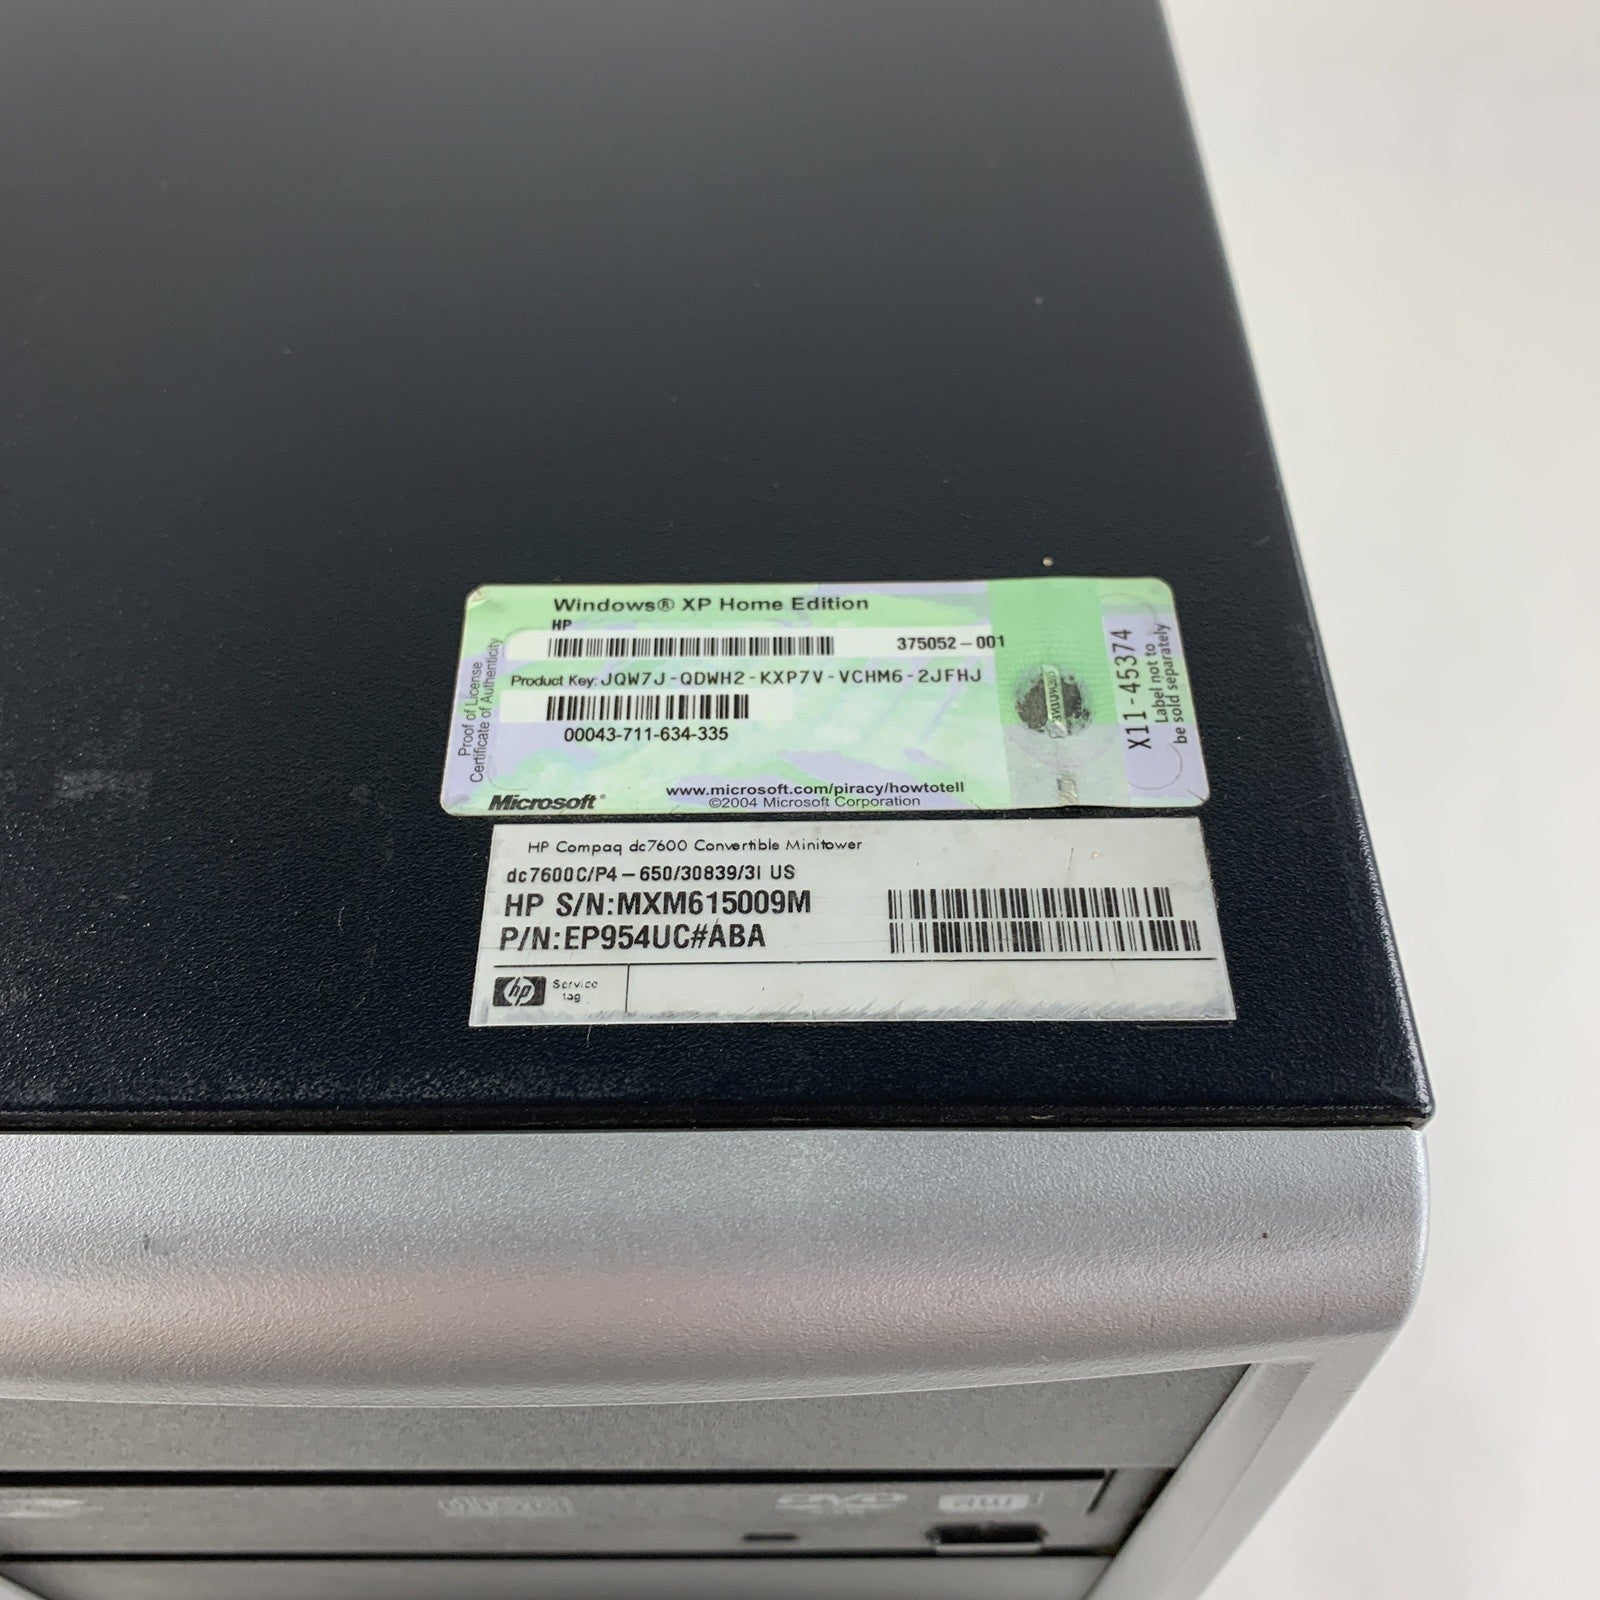 Windows® XP Home Edition
HP
375052-001
Product Key: JQW7J-QDWH2-KXP7V-VCHM6-2JFHJ
00043-711-634-335
www.microsoft.com/piracy/howtotell
©2004 Microsoft Corporation
Microsoft®
Proof of License
Certificate of Authenticity
X11-45374
Label not to
be sold separately
HP Compaq dc7600 Convertible Minitower
dc7600C/P4-650/30839/3I US
HP S/N:MXM615009M
P/N:EP954UC#ABA
hp
Service
tag